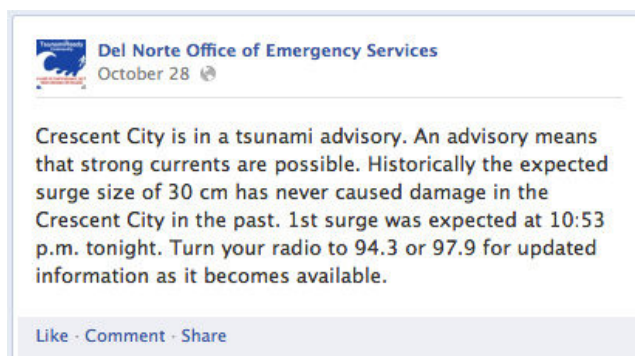 TsunamiReady
Del Norte Office of Emergency Services
October 28
Crescent City is in a tsunami advisory. An advisory means
that strong currents are possible. Historically the expected
surge size of 30 cm has never caused damage in the
Crescent City in the past. 1st surge was expected at 10:53
p.m. tonight. Turn your radio to 94.3 or 97.9 for updated
information as it becomes available.
Like · Comment · Share